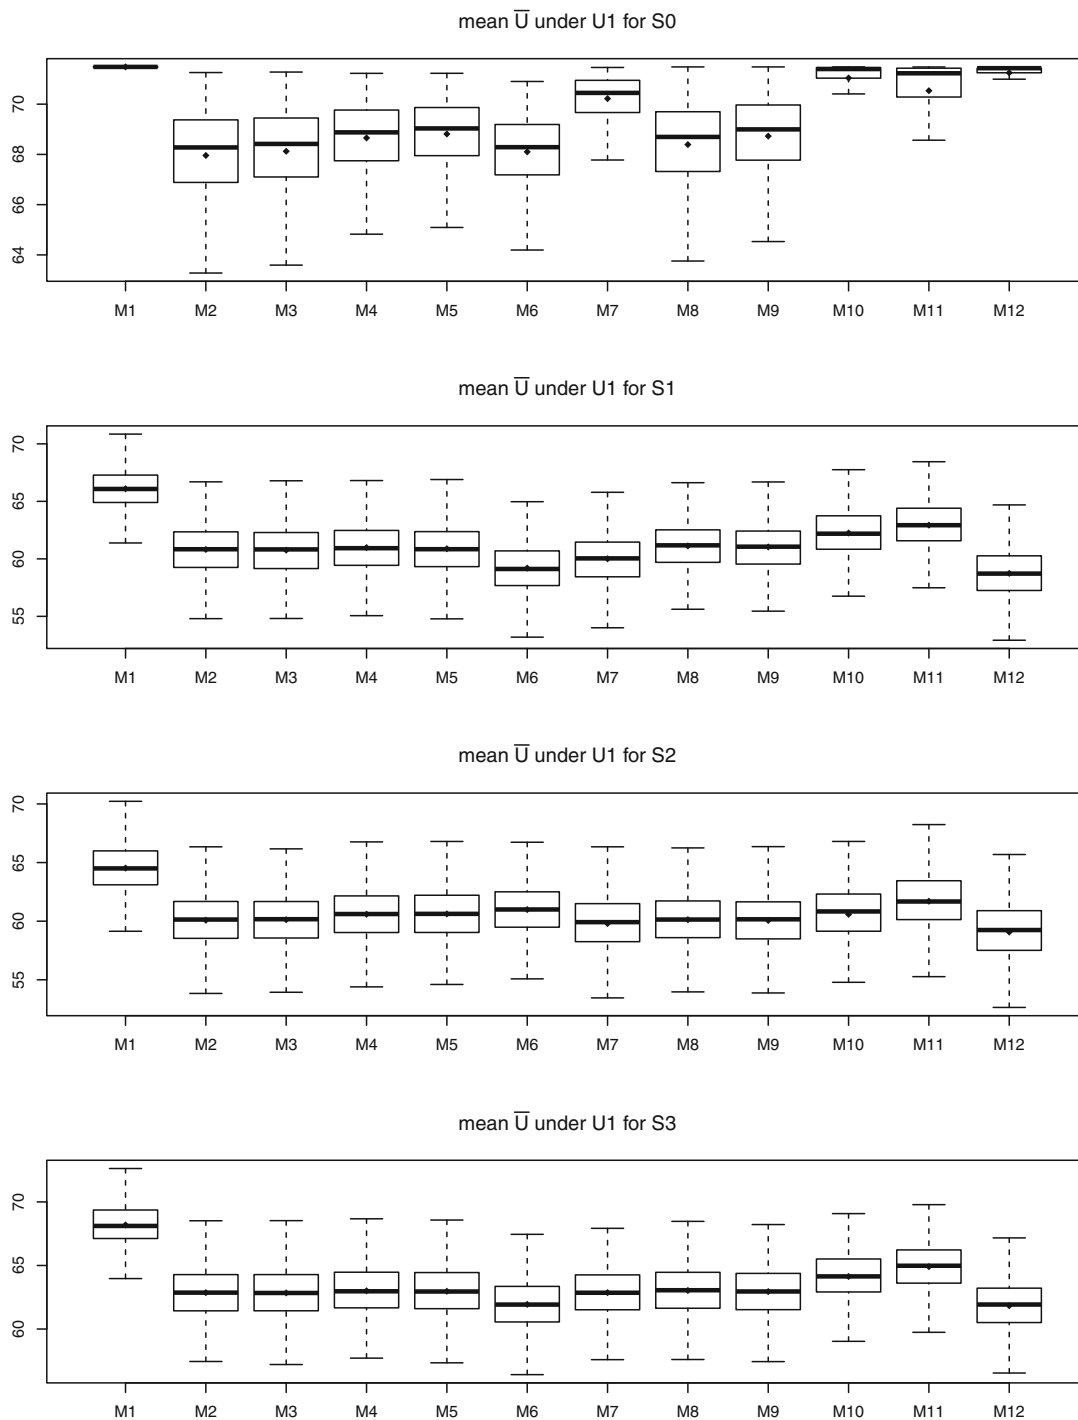 mean U̅ under U1 for S0
70
68
66
64
M1 M2 M3 M4 M5 M6 M7 M8 M9 M10 M11 M12
mean U̅ under U1 for S1
70
65
60
55
M1 M2 M3 M4 M5 M6 M7 M8 M9 M10 M11 M12
mean U̅ under U1 for S2
70
65
60
55
M1 M2 M3 M4 M5 M6 M7 M8 M9 M10 M11 M12
mean U̅ under U1 for S3
70
65
60
M1 M2 M3 M4 M5 M6 M7 M8 M9 M10 M11 M12